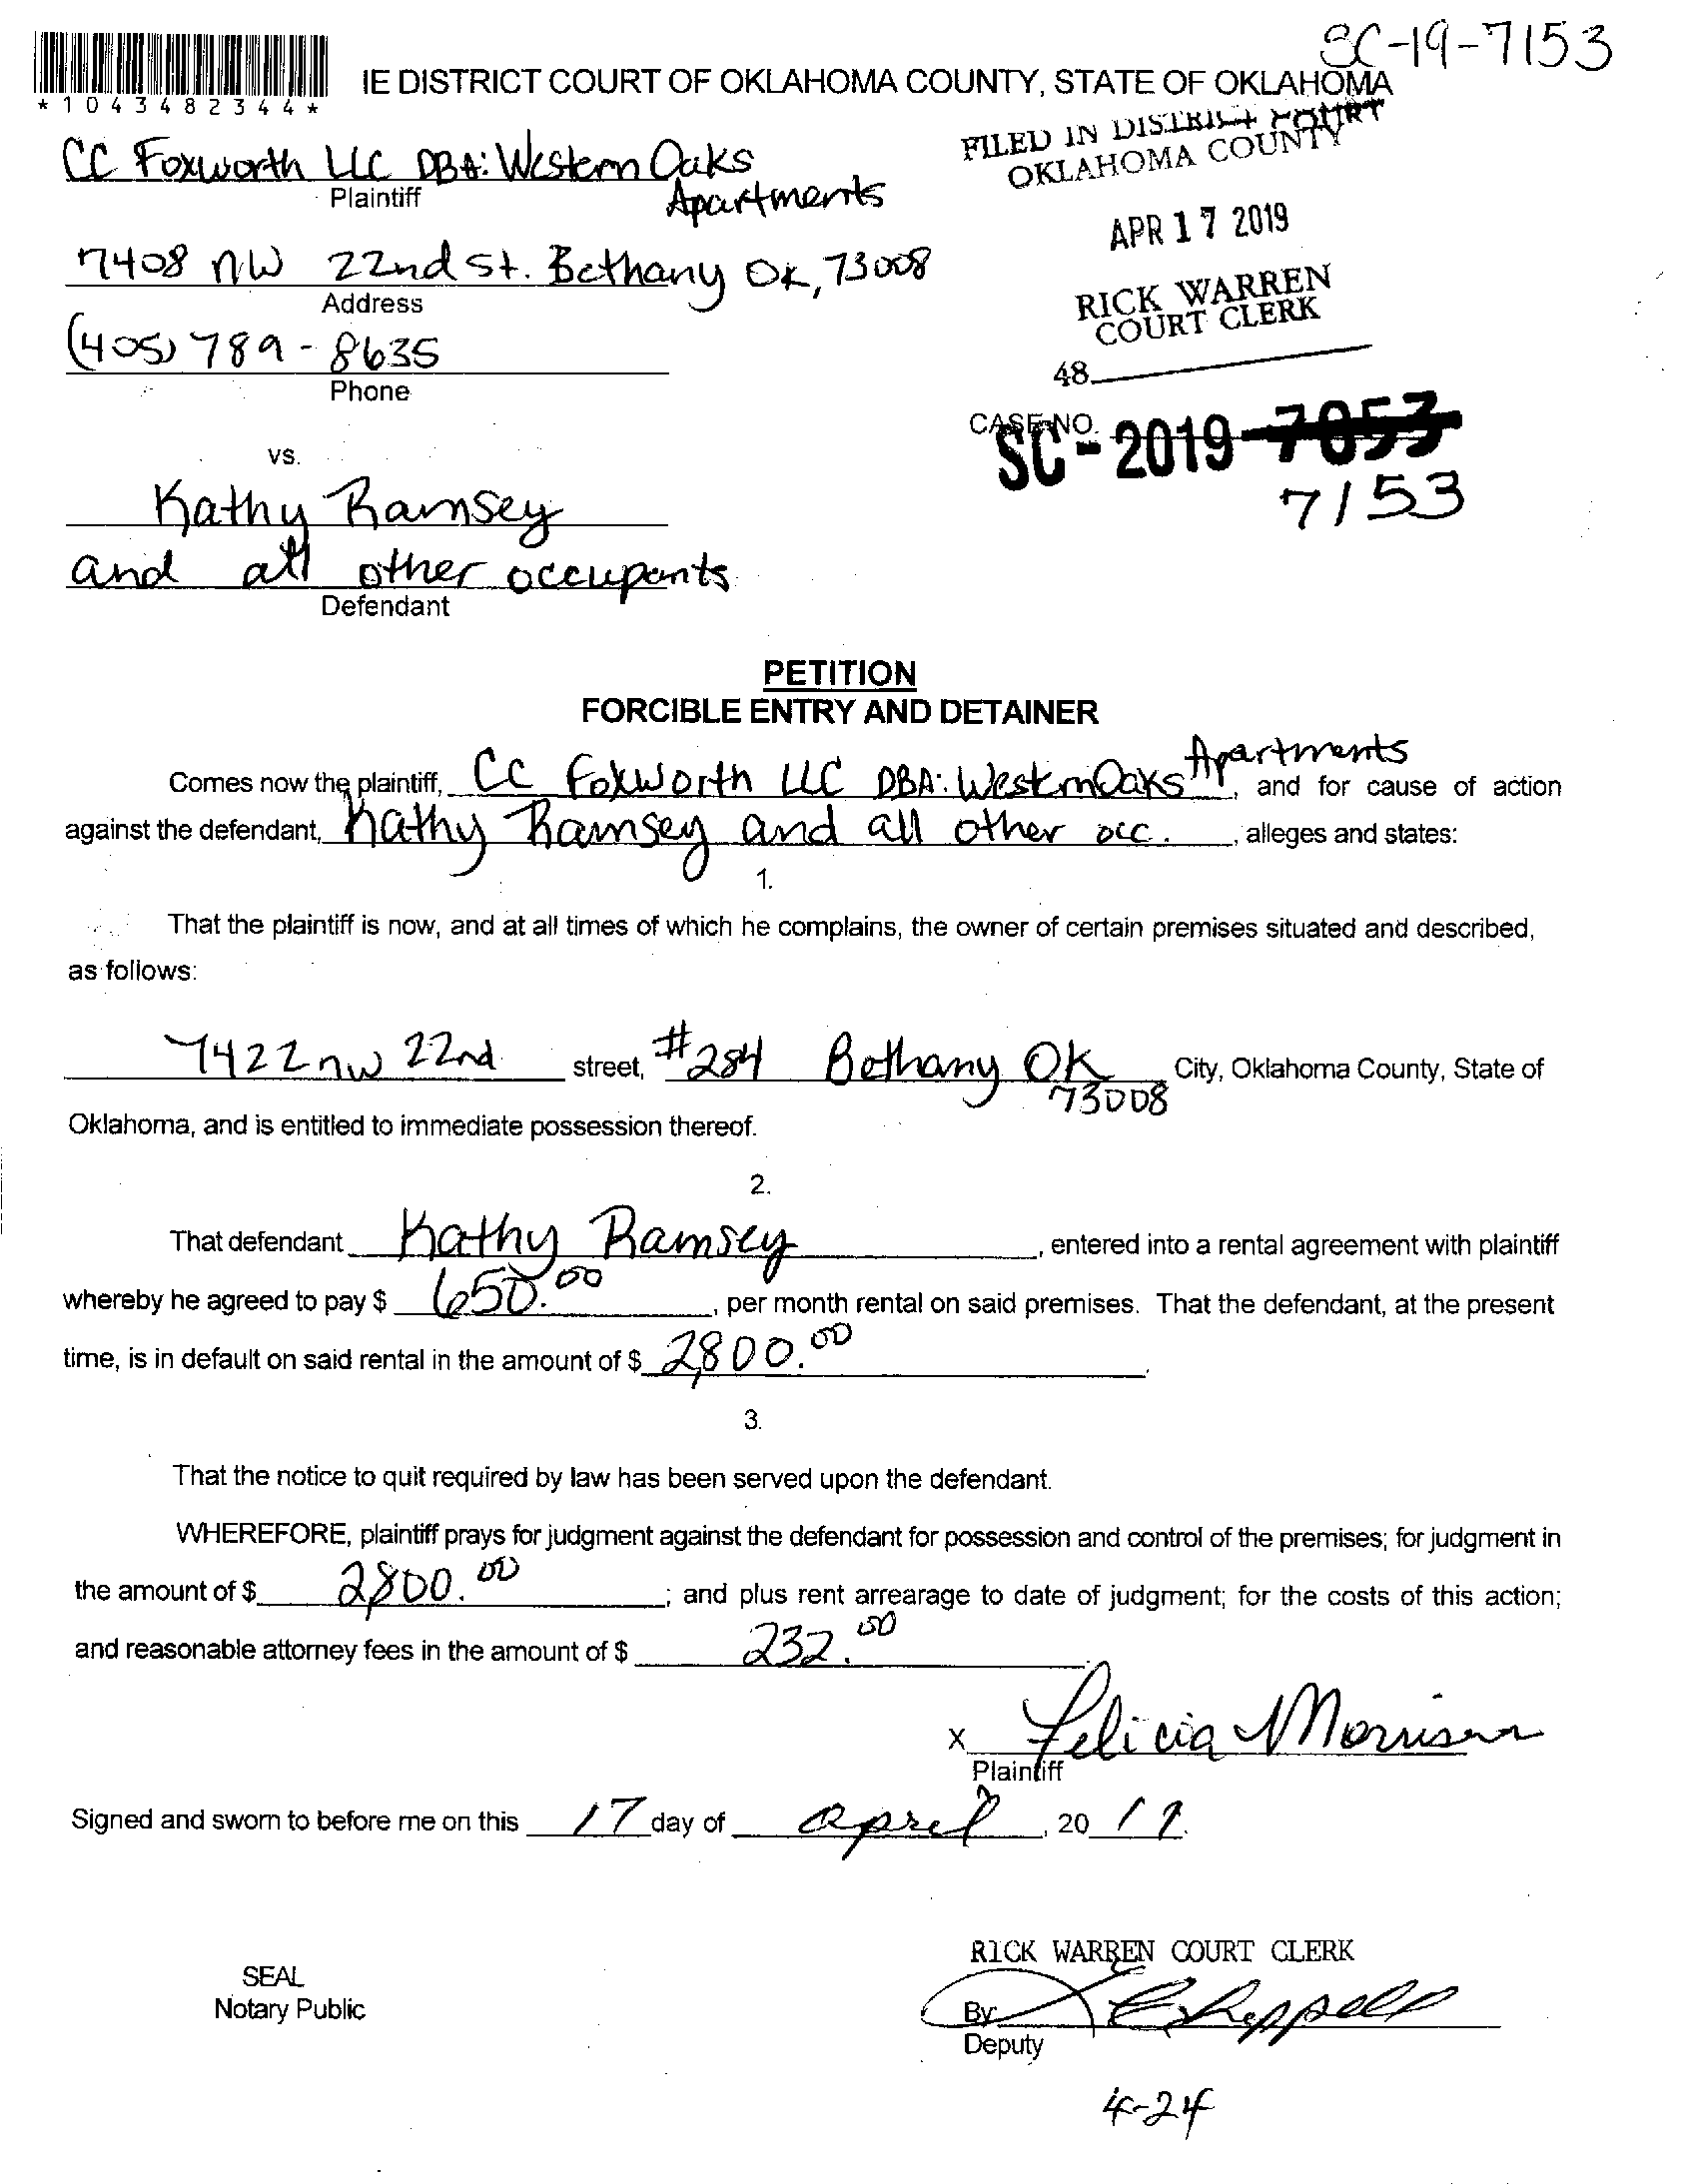 SC-19-7153
IE DISTRICT COURT OF OKLAHOMA COUNTY, STATE OF OKLAHOMA
*1043482344*
FILED IN DISTRICT COURT
OKLAHOMA COUNTY
CC Foxworth LLC DBA: Western Oaks
Apartments
Plaintiff
APR 17 2019
7408 NW 22nd St. Bethany OK, 73008
Address
RICK WARREN
COURT CLERK
(405) 789-8635
Phone
48
CASE NO.
SC-2019-7053
7153
vs.
Kathy Ramsey
and all other occupants
Defendant
PETITION
FORCIBLE ENTRY AND DETAINER
Comes now the plaintiff, CC Foxworth LLC DBA: Western Oaks Apartments, and for cause of action
against the defendant, Kathy Ramsey and all other occ., alleges and states:
1.
That the plaintiff is now, and at all times of which he complains, the owner of certain premises situated and described,
as follows:
7422 nw 22nd street, #284 Bethany OK City, Oklahoma County, State of
73008
Oklahoma, and is entitled to immediate possession thereof.
2.
That defendant Kathy Ramsey, entered into a rental agreement with plaintiff
whereby he agreed to pay $ 650.00, per month rental on said premises. That the defendant, at the present
time, is in default on said rental in the amount of $ 2,800.00.
3.
That the notice to quit required by law has been served upon the defendant.
WHEREFORE, plaintiff prays for judgment against the defendant for possession and control of the premises; for judgment in
the amount of $ 2800.00; and plus rent arrearage to date of judgment; for the costs of this action;
and reasonable attorney fees in the amount of $ 232.00.
x Felicia Morrison
Plaintiff
Signed and sworn to before me on this 17 day of April, 2019.
RICK WARREN COURT CLERK
SEAL
Notary Public
By
Deputy
4-24